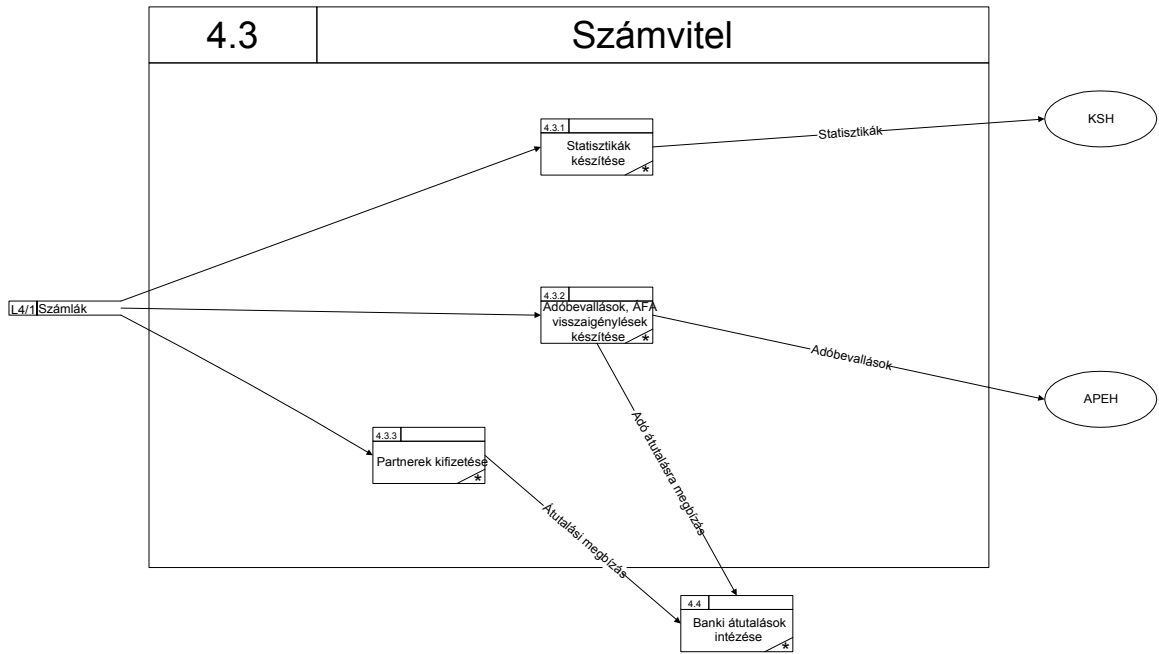 4.3
Számvitel
4.3.1
Statisztikák
készítése
*
Statisztikák
KSH
L4/1
Számlák
4.3.2
Adóbevallások, ÁFA
visszaigénylések
készítése
*
Adóbevallások
APEH
4.3.3
Partnerek kifizetése
*
Adó átutalásra megbízás
Átutalási megbízás
4.4
Banki átutalások
intézése
*